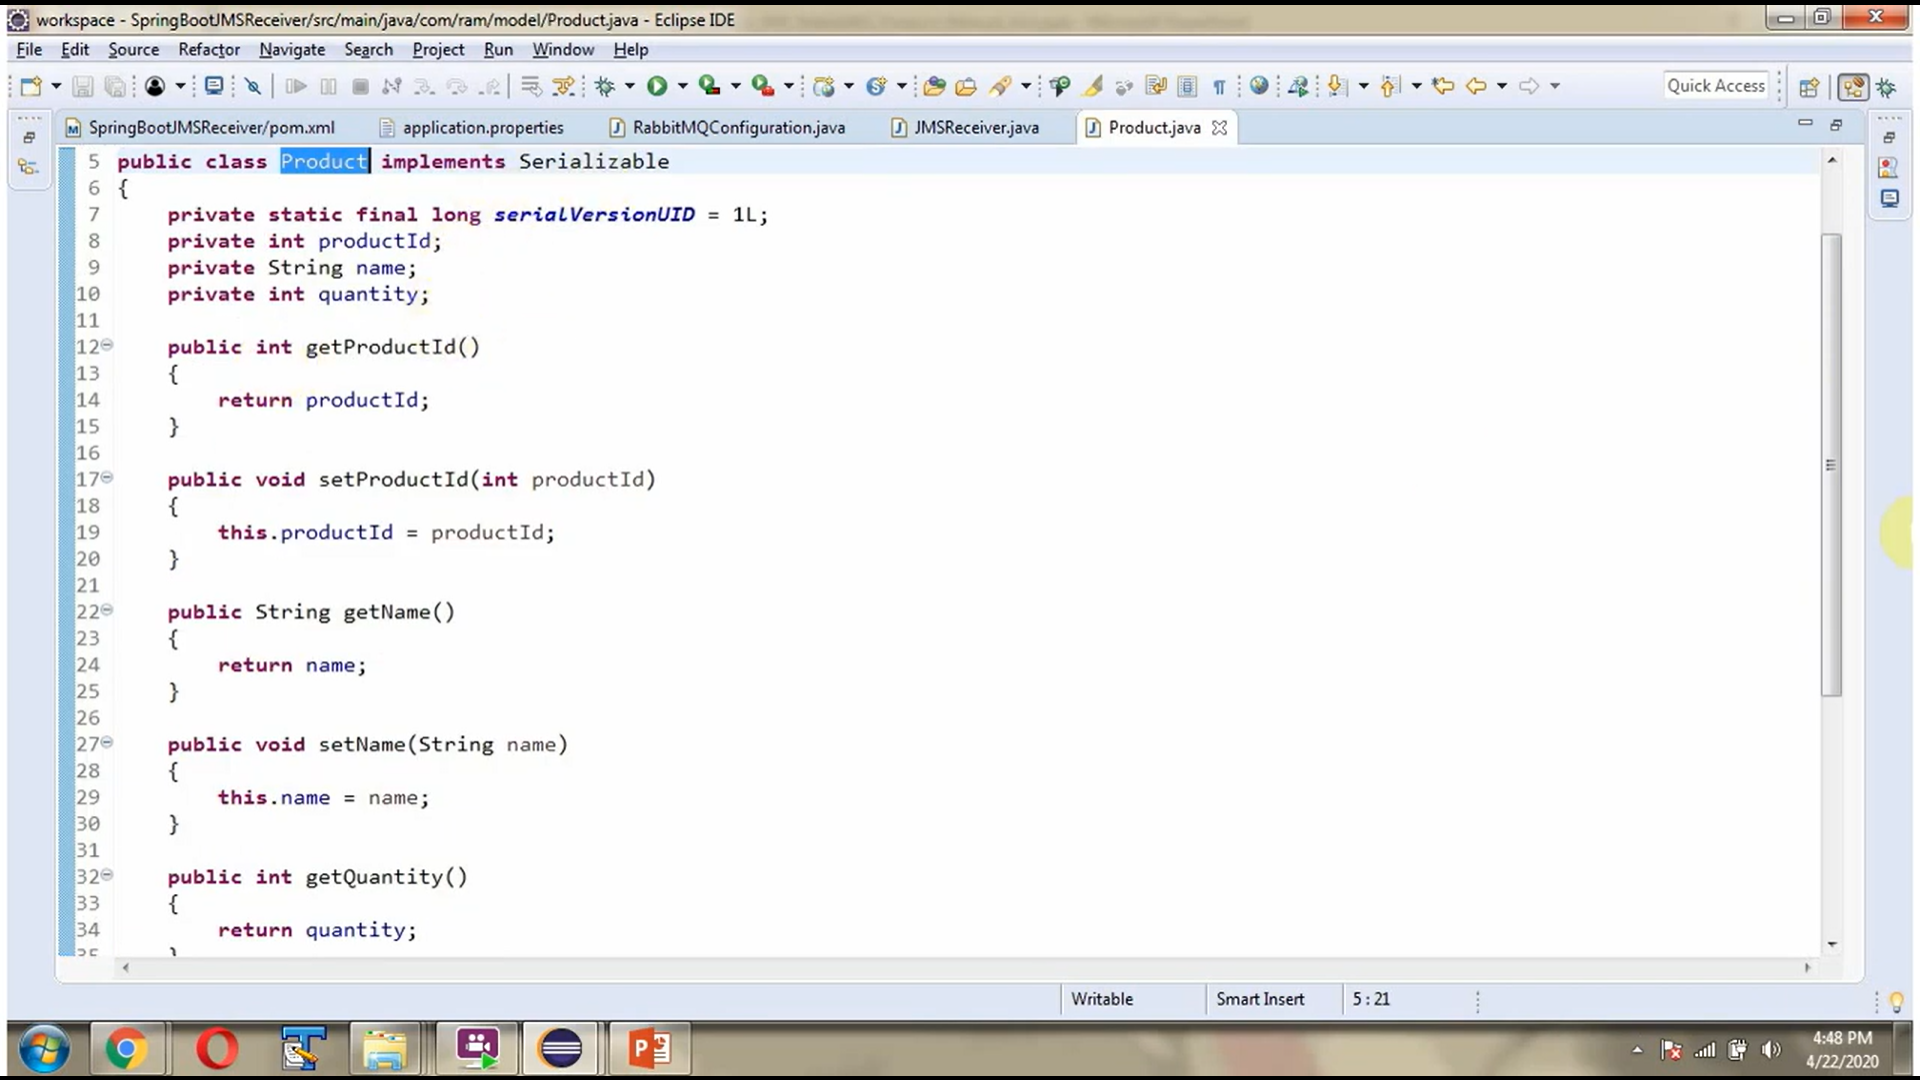 workspace - SpringBootJMSReceiver/src/main/java/com/ram/model/Product.java - Eclipse IDE
File Edit Source Refactor Navigate Search Project Run Window Help
Quick Access
SpringBootJMSReceiver/pom.xml application.properties RabbitMQConfiguration.java JMSReceiver.java Product.java
5 public class Product implements Serializable
6 {
7 private static final long serialVersionUID = 1L;
8 private int productId;
9 private String name;
10 private int quantity;
11
12 public int getProductId()
13 {
14 return productId;
15 }
16
17 public void setProductId(int productId)
18 {
19 this.productId = productId;
20 }
21
22 public String getName()
23 {
24 return name;
25 }
26
27 public void setName(String name)
28 {
29 this.name = name;
30 }
31
32 public int getQuantity()
33 {
34 return quantity;
35 }
Writable Smart Insert 5 : 21
4:48 PM
4/22/2020